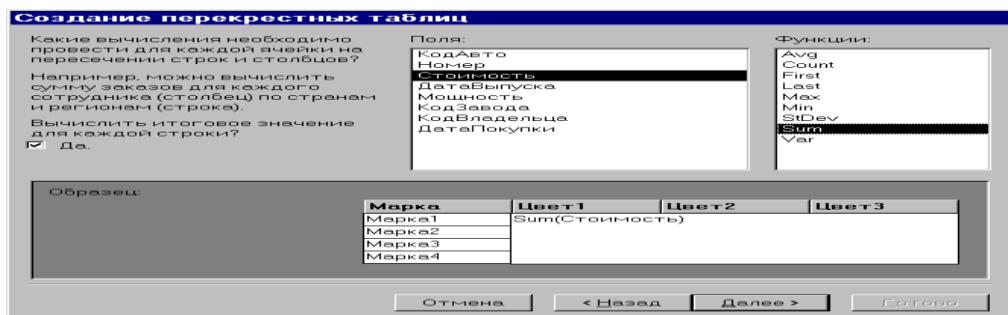 Создание перекрестных таблиц
Какие вычисления необходимо
провести для каждой ячейки на
пересечении строк и столбцов?
Например, можно вычислить
сумму заказов для каждого
сотрудника (столбец) по странам
и регионам (строка).
Вычислить итоговое значение
для каждой строки?
Да.
Поля:
КодАвто
Номер
Стоимость
ДатаВыпуска
Мощность
КодЗавода
КодВладельца
ДатаПокупки
Функции:
Avg
Count
First
Last
Max
Min
StDev
Sum
Var
Образец:
Марка Цвет1 Цвет2 Цвет3
Марка1 Sum(Стоимость)
Марка2
Марка3
Марка4
Отмена < Назад Далее > Готово